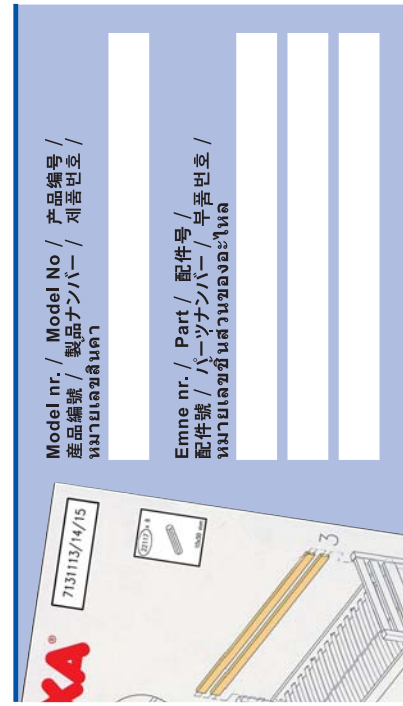 Model nr. / Model No / 产品编号 /
產品編號 / 製品ナンバー / 제품번호 /
หมายเลขสินค้า
Emne nr. / Part / 配件号 /
配件號 / パーツナンバー / 부품번호 /
หมายเลขชิ้นส่วนของอะไหล่
KA®
7131113/14/15
22117 x 8
3